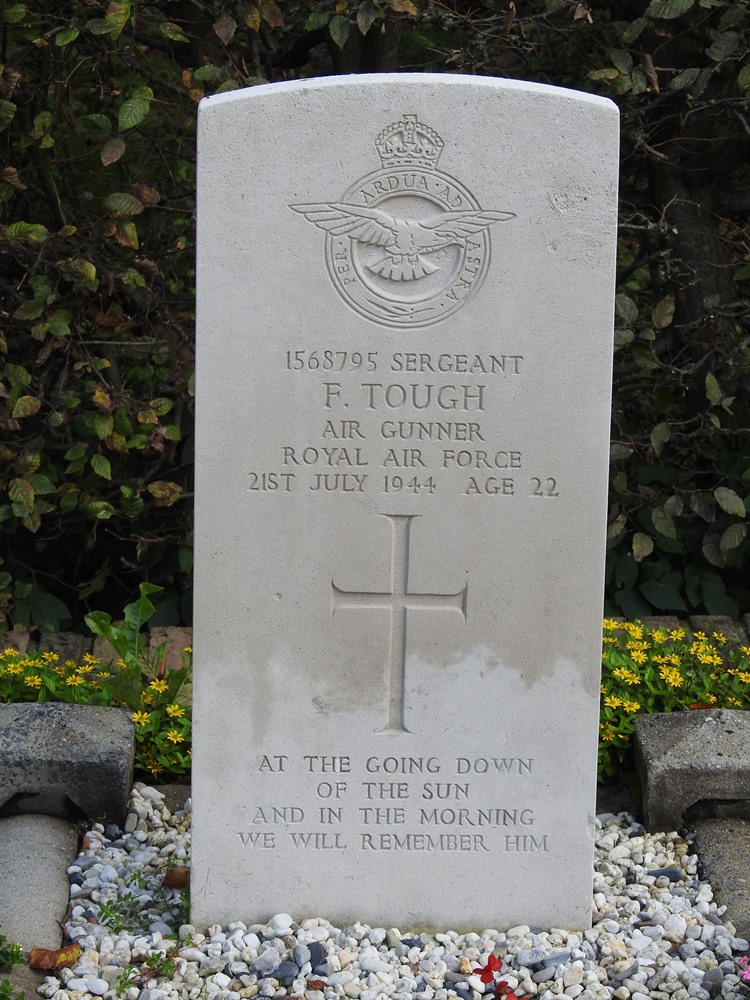 PER · ARDUA · AD ASTRA
1568795 SERGEANT
F. TOUGH
AIR GUNNER
ROYAL AIR FORCE
21ST JULY 1944 AGE 22
AT THE GOING DOWN
OF THE SUN
AND IN THE MORNING
WE WILL REMEMBER HIM